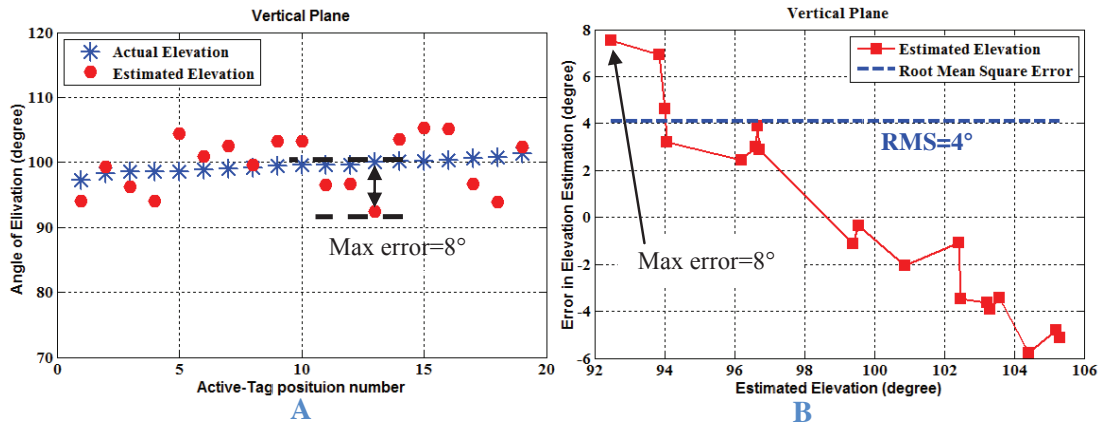 Vertical Plane
120
110
100
90
80
70
Angle of Elivation (degree)
Actual Elevation
Estimated Elevation
Max error=8°
0
5
10
15
20
Active-Tag posituion number
A
Vertical Plane
8
6
4
2
0
-2
-4
-6
Error in Elevation Estimation (degree)
Estimated Elevation
Root Mean Square Error
RMS=4°
Max error=8°
92
94
96
98
100
102
104
106
Estimated Elevation (degree)
B